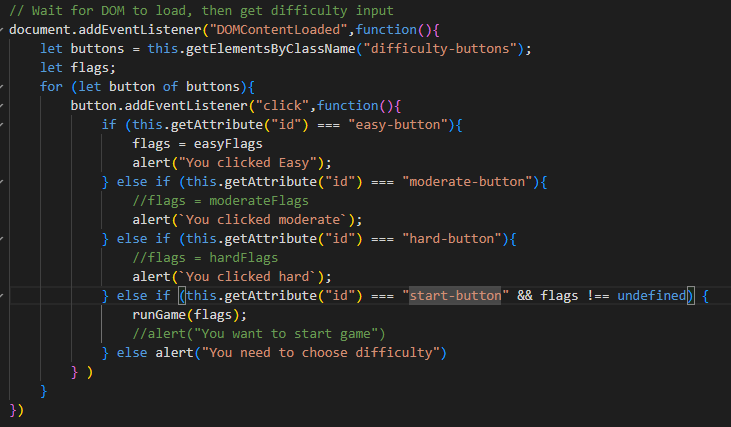 // Wait for DOM to load, then get difficulty input
document.addEventListener("DOMContentLoaded",function(){
    let buttons = this.getElementsByClassName("difficulty-buttons");
    let flags;
    for (let button of buttons){
        button.addEventListener("click",function(){
            if (this.getAttribute("id") === "easy-button"){
                flags = easyFlags
                alert("You clicked Easy");
            } else if (this.getAttribute("id") === "moderate-button"){
                //flags = moderateFlags
                alert(`You clicked moderate`);
            } else if (this.getAttribute("id") === "hard-button"){
                //flags = hardFlags
                alert(`You clicked hard`);
            } else if (this.getAttribute("id") === "start-button" && flags !== undefined) {
                runGame(flags);
                //alert("You want to start game")
            } else alert("You need to choose difficulty")
        } )
    }
})